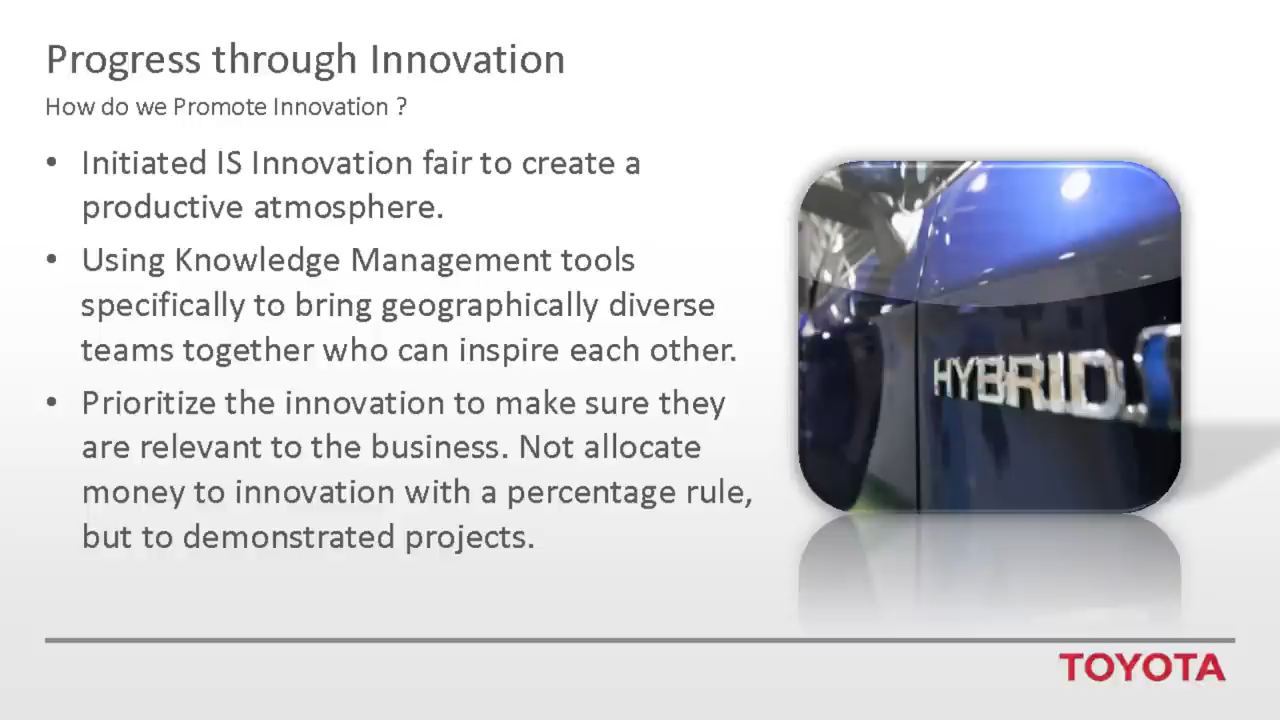 Progress through Innovation
How do we Promote Innovation ?
• Initiated IS Innovation fair to create a
productive atmosphere.
• Using Knowledge Management tools
specifically to bring geographically diverse
teams together who can inspire each other.
• Prioritize the innovation to make sure they
are relevant to the business. Not allocate
money to innovation with a percentage rule,
but to demonstrated projects.
HYBRID
TOYOTA